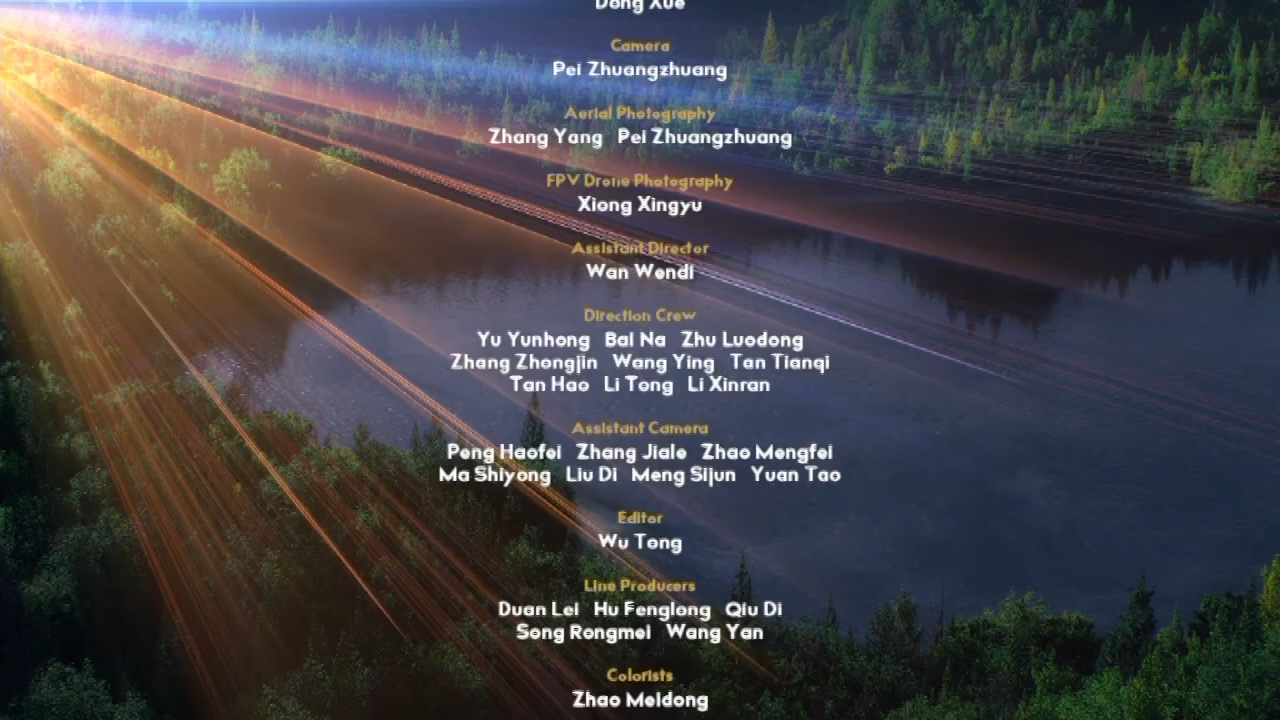 Dong Xue
Camera
Pei Zhuangzhuang
Aerial Photography
Zhang Yang Pei Zhuangzhuang
FPV Drone Photography
Xiong Xingyu
Assistant Director
Wan Wendi
Direction Crew
Yu Yunhong Bai Na Zhu Luodong
Zhang Zhongjin Wang Ying Tan Tianqi
Tan Hao Li Tong Li Xinran
Assistant Camera
Peng Haofei Zhang Jiale Zhao Mengfei
Ma Shiyong Liu Di Meng Sijun Yuan Tao
Editor
Wu Tong
Line Producers
Duan Lei Hu Fenglong Qiu Di
Song Rongmei Wang Yan
Colorists
Zhao Meidong